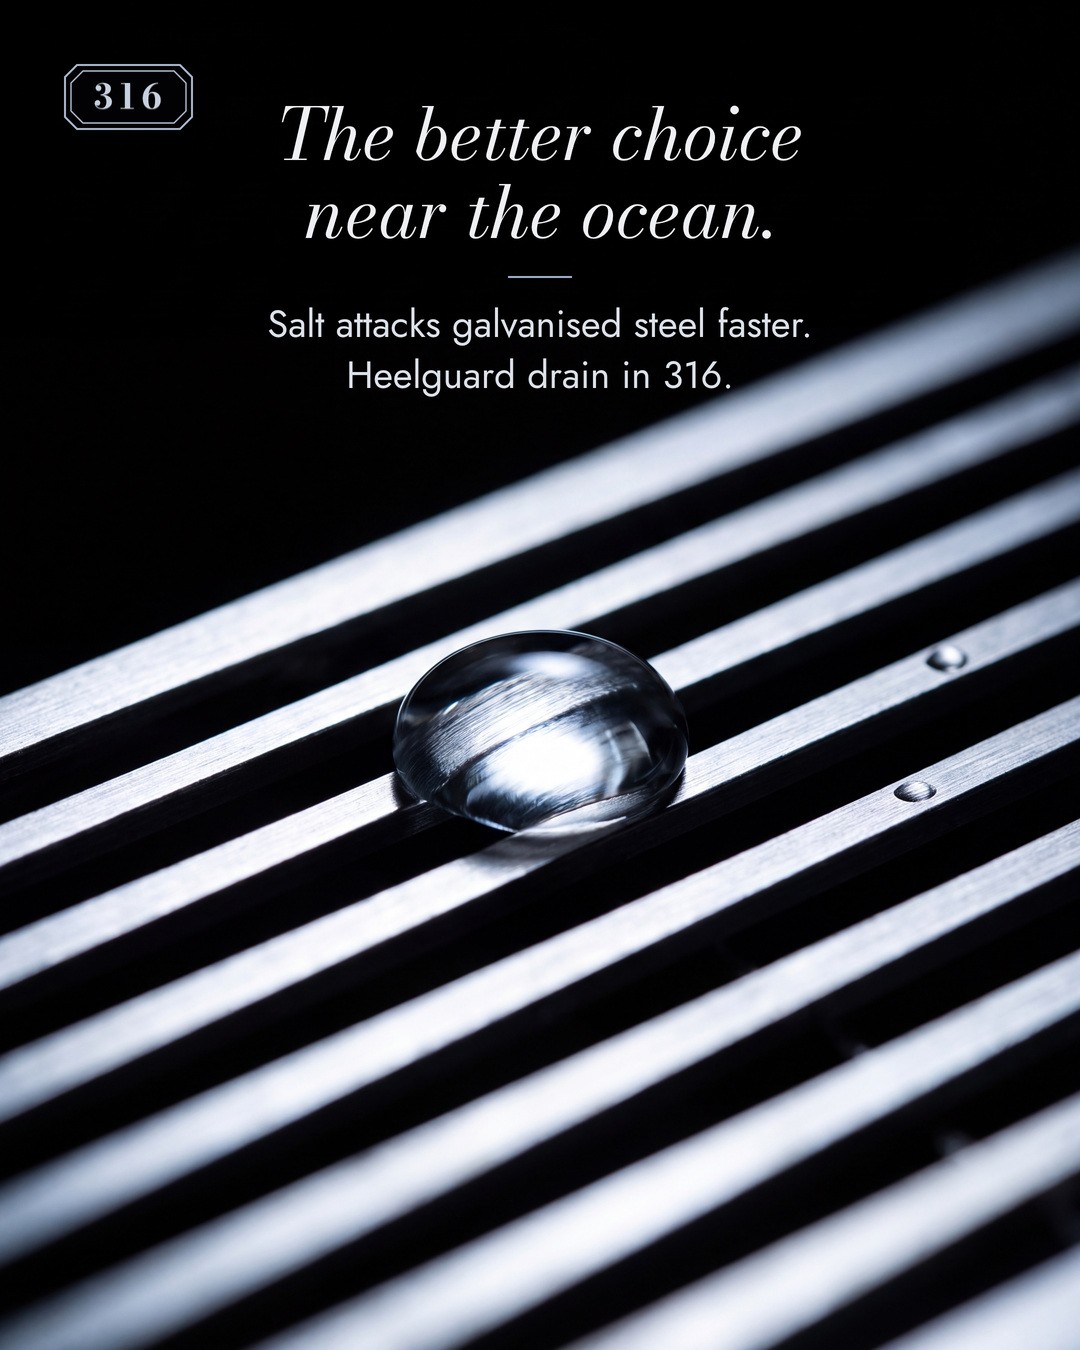 316
The better choice
near the ocean.
Salt attacks galvanised steel faster.
Heelguard drain in 316.